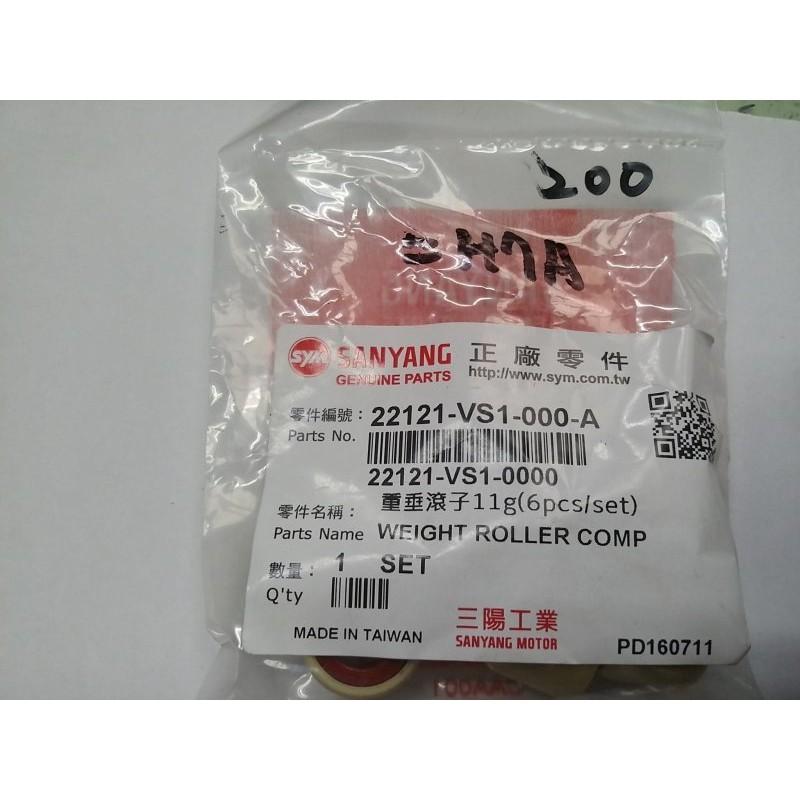 200
H7A
SYM SANYANG 正廠零件
GENUINE PARTS http://www.sym.com.tw
零件編號： 22121-VS1-000-A
Parts No.
22121-VS1-0000
零件名稱： 重垂滾子11g(6pcs/set)
Parts Name WEIGHT ROLLER COMP
數量： 1 SET
Q'ty
三陽工業
MADE IN TAIWAN SANYANG MOTOR PD160711